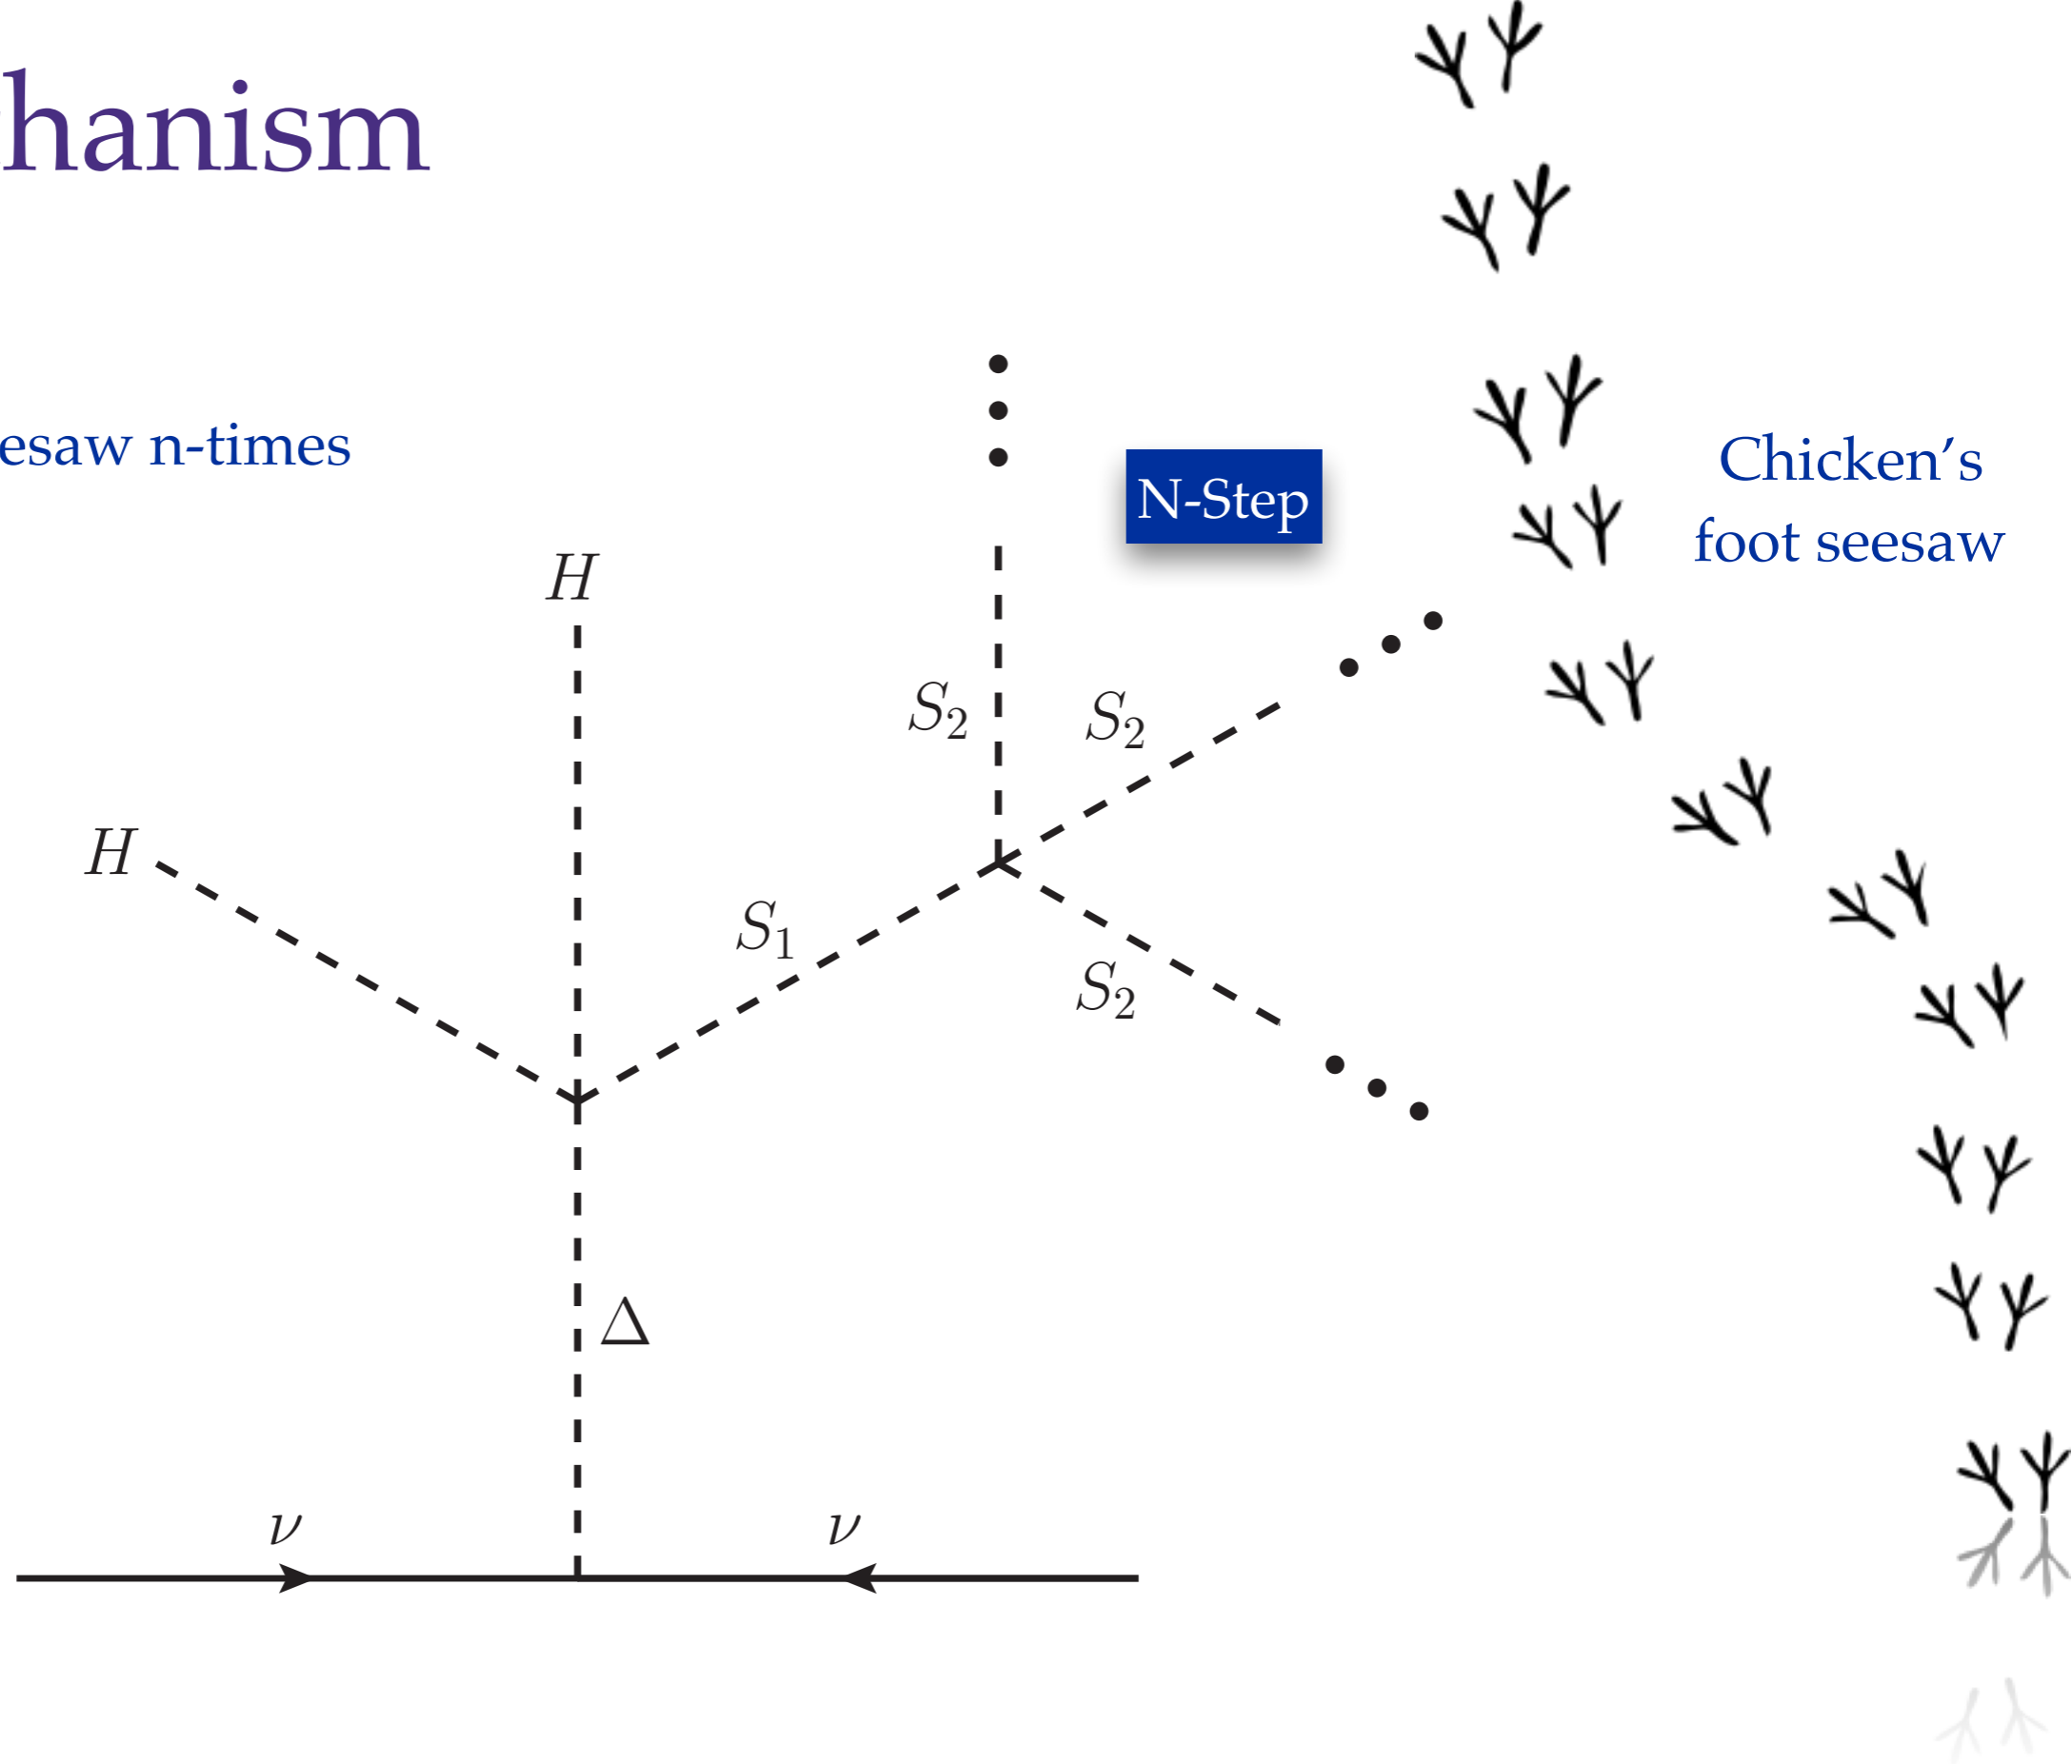 hanism
esaw n-times
N-Step
Chicken's
foot seesaw
H
S₂
S₂
H
S₁
S₂
Δ
ν
ν